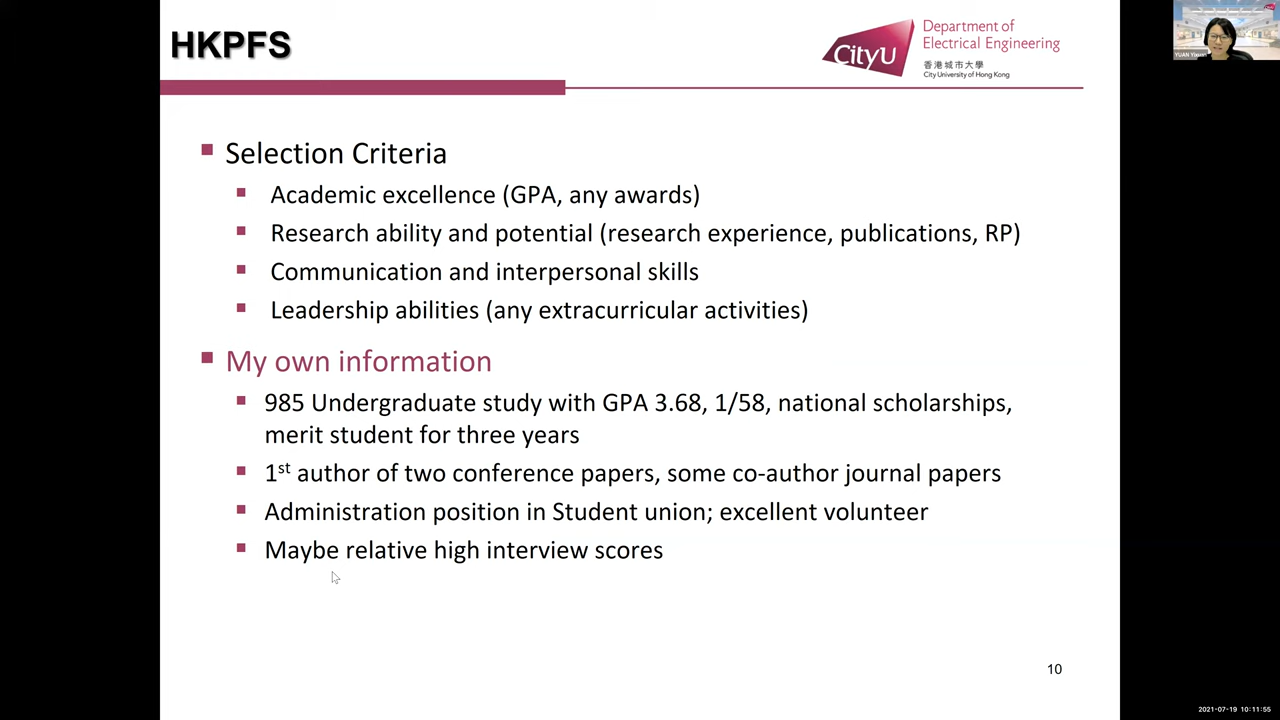 HKPFS
CityU
Department of
Electrical Engineering
香港城市大學
City University of Hong Kong
YUAN
Selection Criteria
Academic excellence (GPA, any awards)
Research ability and potential (research experience, publications, RP)
Communication and interpersonal skills
Leadership abilities (any extracurricular activities)
My own information
985 Undergraduate study with GPA 3.68, 1/58, national scholarships,
merit student for three years
1st author of two conference papers, some co-author journal papers
Administration position in Student union; excellent volunteer
Maybe relative high interview scores
10
2021-07-19 10:11:55